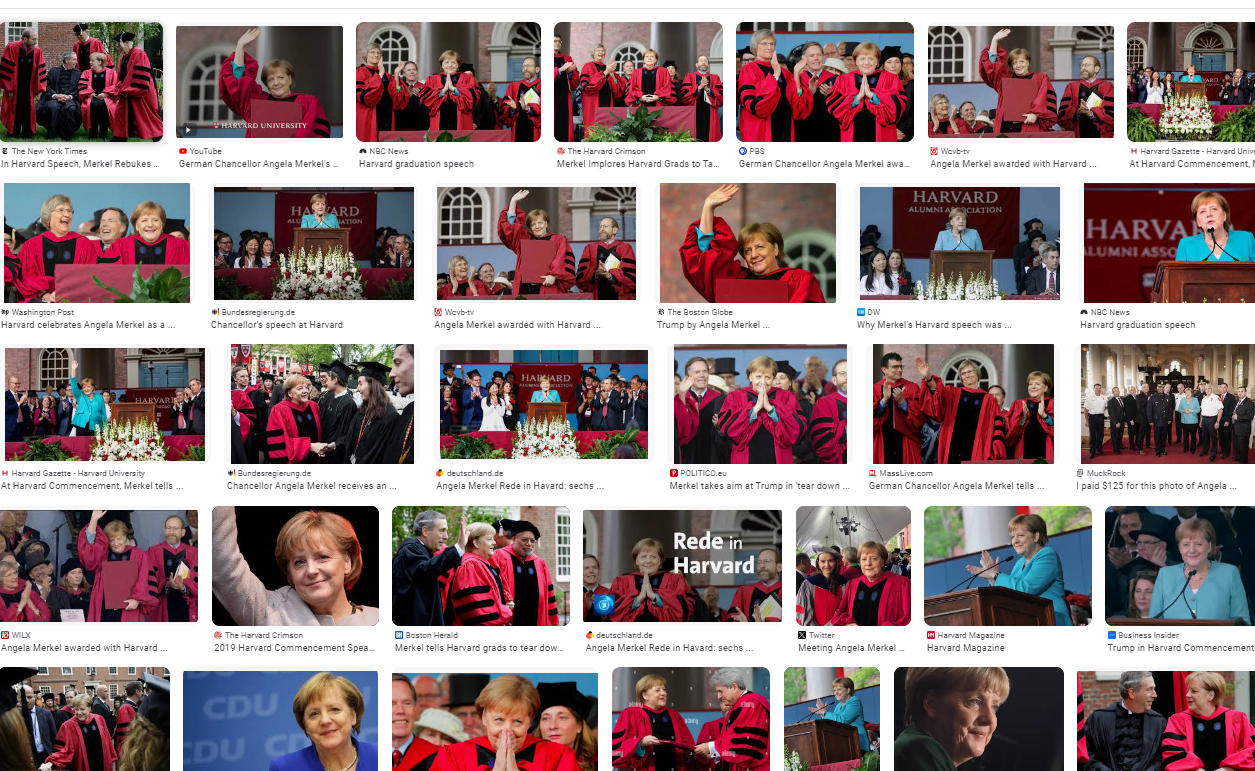 HARVARD UNIVERSITY
HARVARD
The New York Times
YouTube
NBC News
The Harvard Crimson
PBS
Wcvb-tv
Harvard Gazette - Harvard Unive
In Harvard Speech, Merkel Rebukes ...
German Chancellor Angela Merkel's ...
Harvard graduation speech
Merkel Implores Harvard Grads to Ta...
German Chancellor Angela Merkel awa...
Angela Merkel awarded with Harvard ...
At Harvard Commencement,
HARVARD
ALUMNI ASSOCIATION
HARVARD
ALUMNI ASSOCIATION
HARVAR
ALUMNI ASSO
Washington Post
Bundesregierung.de
Wcvb-tv
The Boston Globe
DW
NBC News
Harvard celebrates Angela Merkel as a ...
Chancellor's speech at Harvard
Angela Merkel awarded with Harvard ...
Trump by Angela Merkel ...
Why Merkel's Harvard speech was ...
Harvard graduation speech
HARVARD
HARVARD
ALUMNI ASSOCIATION
Harvard Gazette - Harvard University
Bundesregierung.de
deutschland.de
POLITICO.eu
MassLive.com
MuckRock
At Harvard Commencement, Merkel tells ...
Chancellor Angela Merkel receives an ...
Angela Merkel Rede in Havard: sechs ...
Merkel takes aim at Trump in 'tear down ...
German Chancellor Angela Merkel tells ...
I paid $125 for this photo of Angela ...
Rede in
Harvard
WILX
The Harvard Crimson
Boston Herald
deutschland.de
Twitter
Harvard Magazine
Business Insider
Angela Merkel awarded with Harvard ...
2019 Harvard Commencement Spea...
Merkel tells Harvard grads to tear dow...
Angela Merkel Rede in Havard: sechs ...
Meeting Angela Merkel ...
Harvard Magazine
Trump in Harvard Commencement
CDU
CDU
alamy